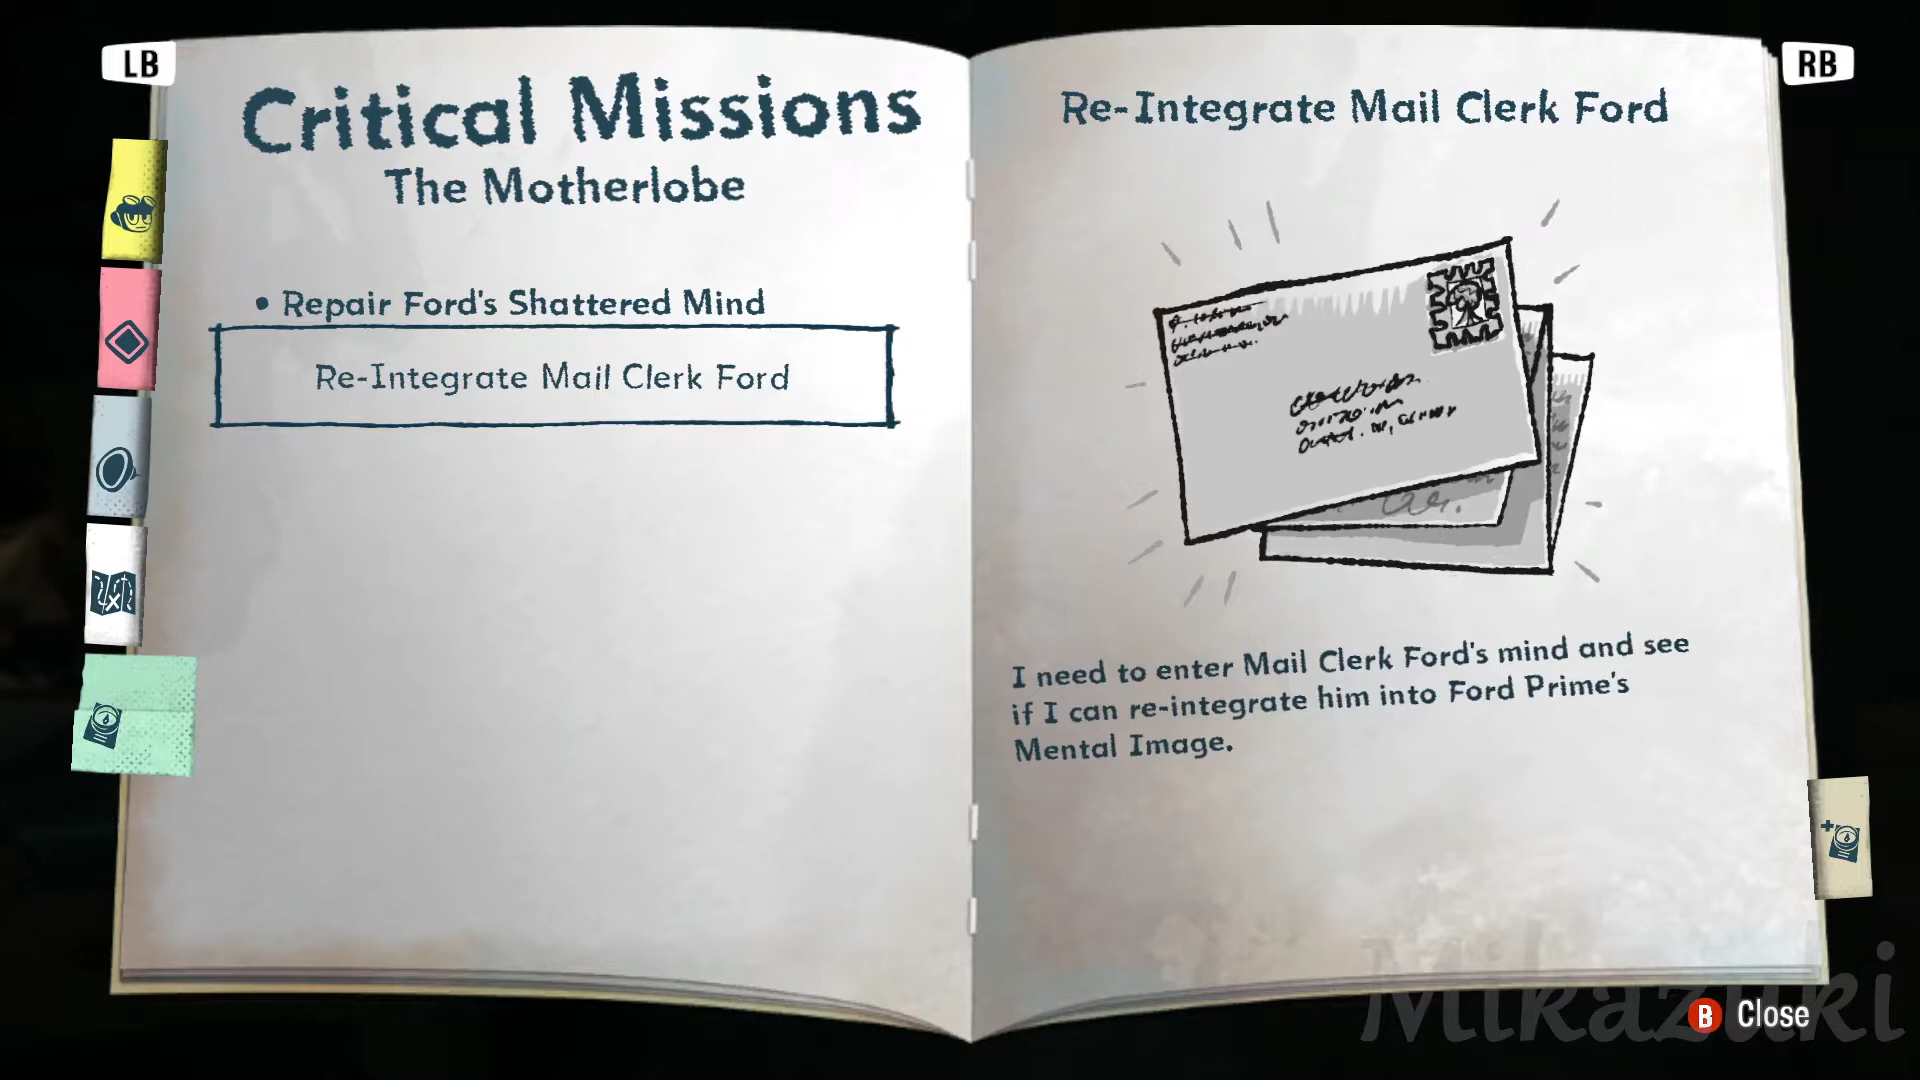 LB
RB
Critical Missions
The Motherlobe
• Repair Ford's Shattered Mind
Re-Integrate Mail Clerk Ford
Re-Integrate Mail Clerk Ford
I need to enter Mail Clerk Ford's mind and see
if I can re-integrate him into Ford Prime's
Mental Image.
Mikazuki
B Close